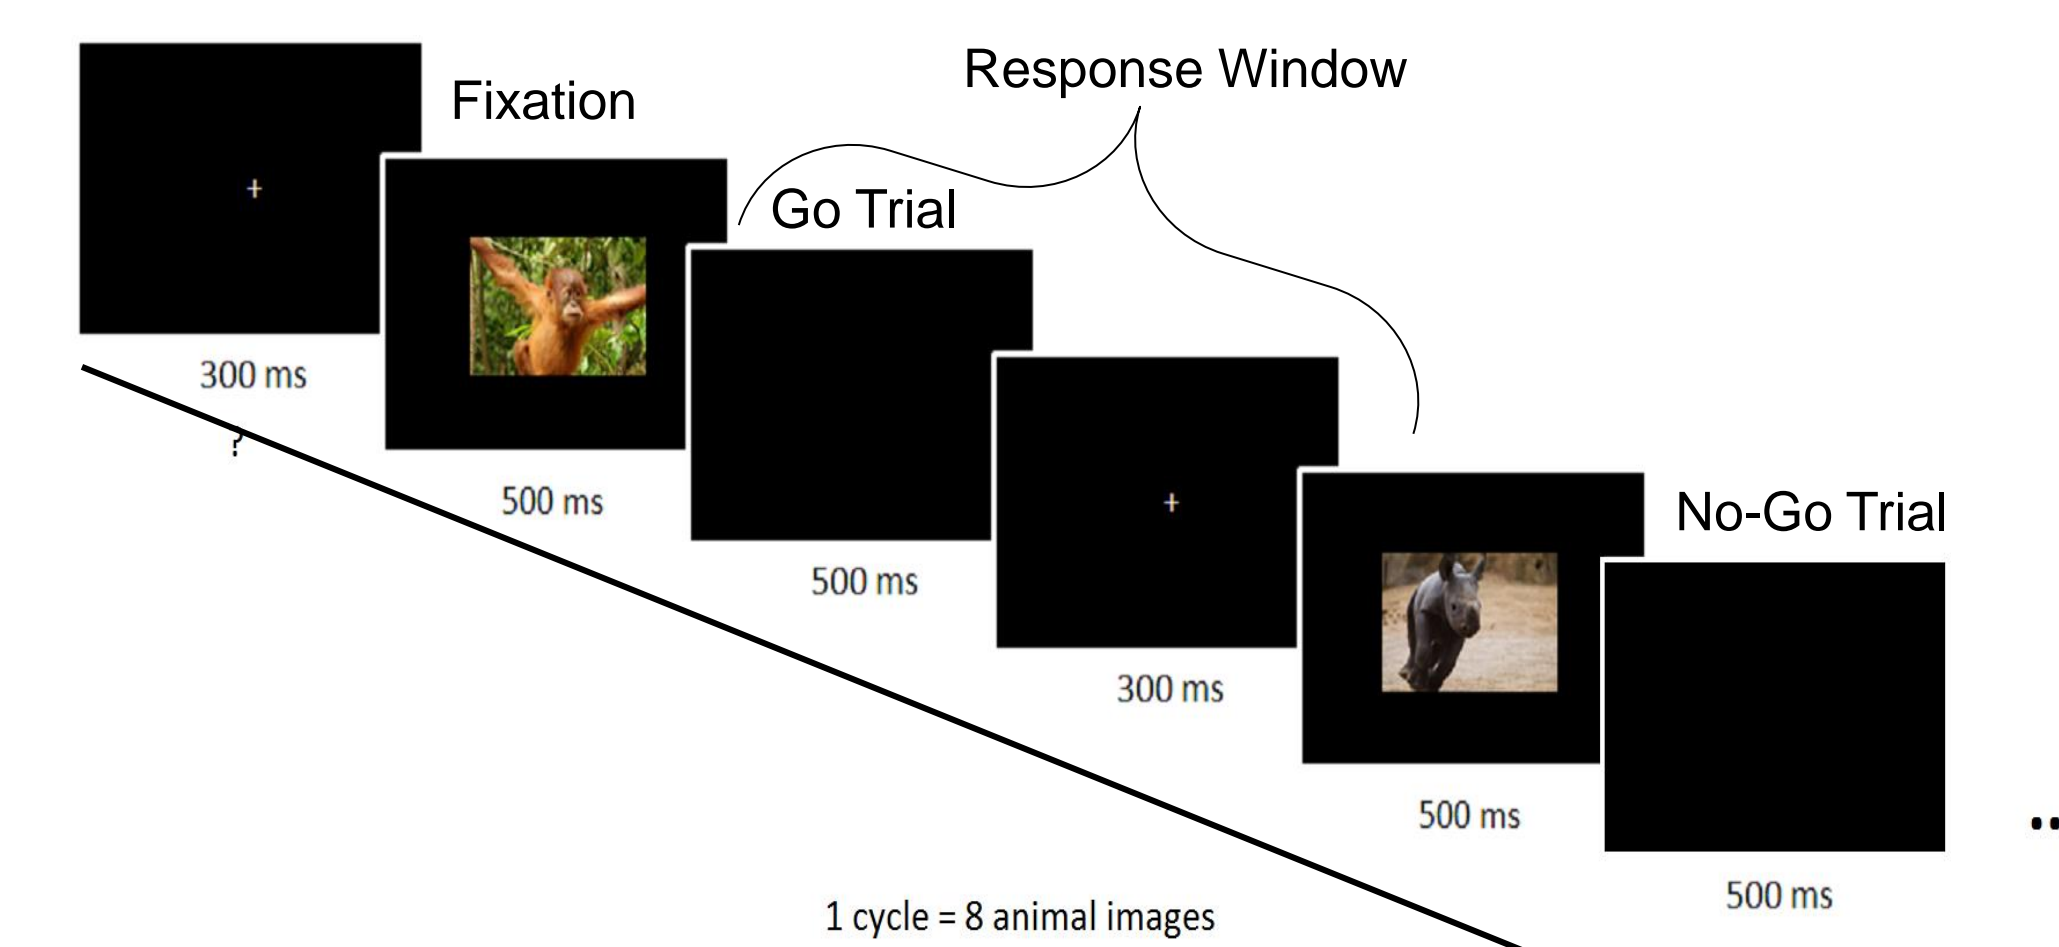 Response Window
Fixation
Go Trial
+
300 ms
?
500 ms
500 ms
+
No-Go Trial
300 ms
500 ms
..
500 ms
1 cycle = 8 animal images